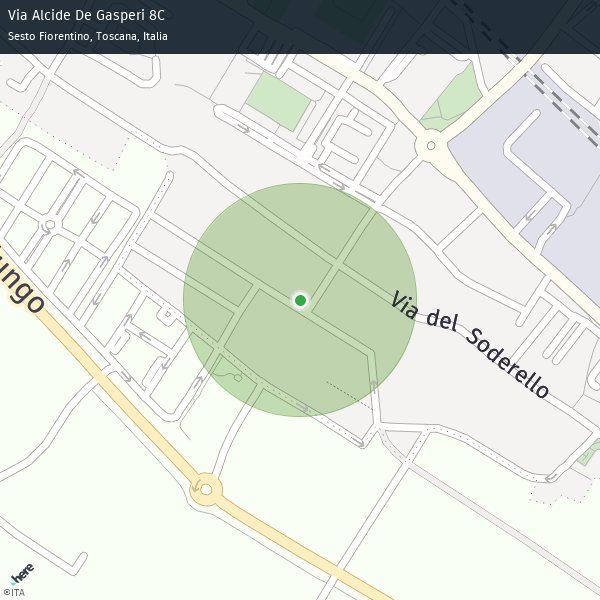 Via Alcide De Gasperi 8C
Sesto Fiorentino, Toscana, Italia
ungo
Via del Soderello
here
©ITA